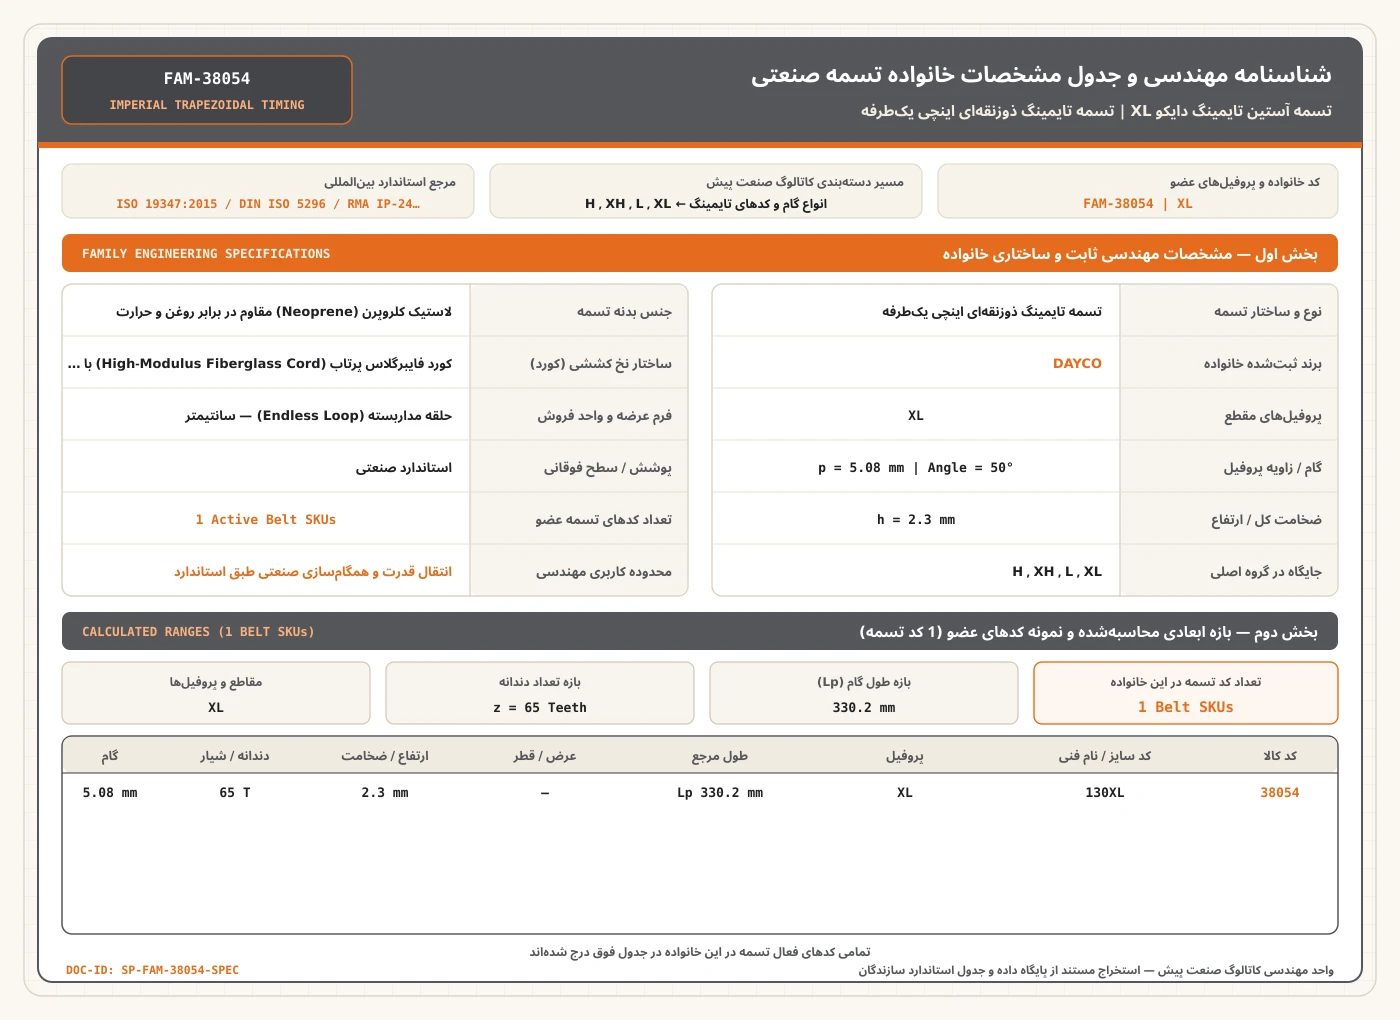 شناسنامه مهندسی و جدول مشخصات خانواده تسمه صنعتی
تسمه آستین تایمینگ دایکو XL | تسمه تایمینگ ذوزنقه‌ای اینچی یک‌طرفه
FAM-38054
IMPERIAL TRAPEZOIDAL TIMING
کد خانواده و پروفیل‌های عضو
FAM-38054 | XL
مسیر دسته‌بندی کاتالوگ صنعت پیش
انواع گام و کدهای تایمینگ ← H , XH , L , XL
مرجع استاندارد بین‌المللی
ISO 19347:2015 / DIN ISO 5296 / RMA IP-24…
بخش اول — مشخصات مهندسی ثابت و ساختاری خانواده
FAMILY ENGINEERING SPECIFICATIONS
نوع و ساختار تسمه
تسمه تایمینگ ذوزنقه‌ای اینچی یک‌طرفه
برند ثبت‌شده خانواده
DAYCO
پروفیل‌های مقطع
XL
گام / زاویه پروفیل
p = 5.08 mm | Angle = 50°
ضخامت کل / ارتفاع
h = 2.3 mm
جایگاه در گروه اصلی
H , XH , L , XL
جنس بدنه تسمه
لاستیک کلروپرن (Neoprene) مقاوم در برابر روغن و حرارت
ساختار نخ کششی (کورد)
کورد فایبرگلاس پرتاب (High-Modulus Fiberglass Cord) با ...
فرم عرضه و واحد فروش
حلقه مداربسته (Endless Loop) — سانتیمتر
پوشش / سطح فوقانی
استاندارد صنعتی
تعداد کدهای تسمه عضو
1 Active Belt SKUs
محدوده کاربری مهندسی
انتقال قدرت و همگام‌سازی صنعتی طبق استاندارد
بخش دوم — بازه ابعادی محاسبه‌شده و نمونه کدهای عضو (1 کد تسمه)
CALCULATED RANGES (1 BELT SKUs)
تعداد کد تسمه در این خانواده
1 Belt SKUs
بازه طول گام (Lp)
330.2 mm
بازه تعداد دندانه
z = 65 Teeth
مقاطع و پروفیل‌ها
XL
کد کالا کد سایز / نام فنی پروفیل طول مرجع عرض / قطر ارتفاع / ضخامت دندانه / شیار گام
38054 130XL XL Lp 330.2 mm — 2.3 mm 65 T 5.08 mm
تمامی کدهای فعال تسمه در این خانواده در جدول فوق درج شده‌اند
واحد مهندسی کاتالوگ صنعت پیش — استخراج مستند از پایگاه داده و جدول استاندارد سازندگان
DOC-ID: SP-FAM-38054-SPEC